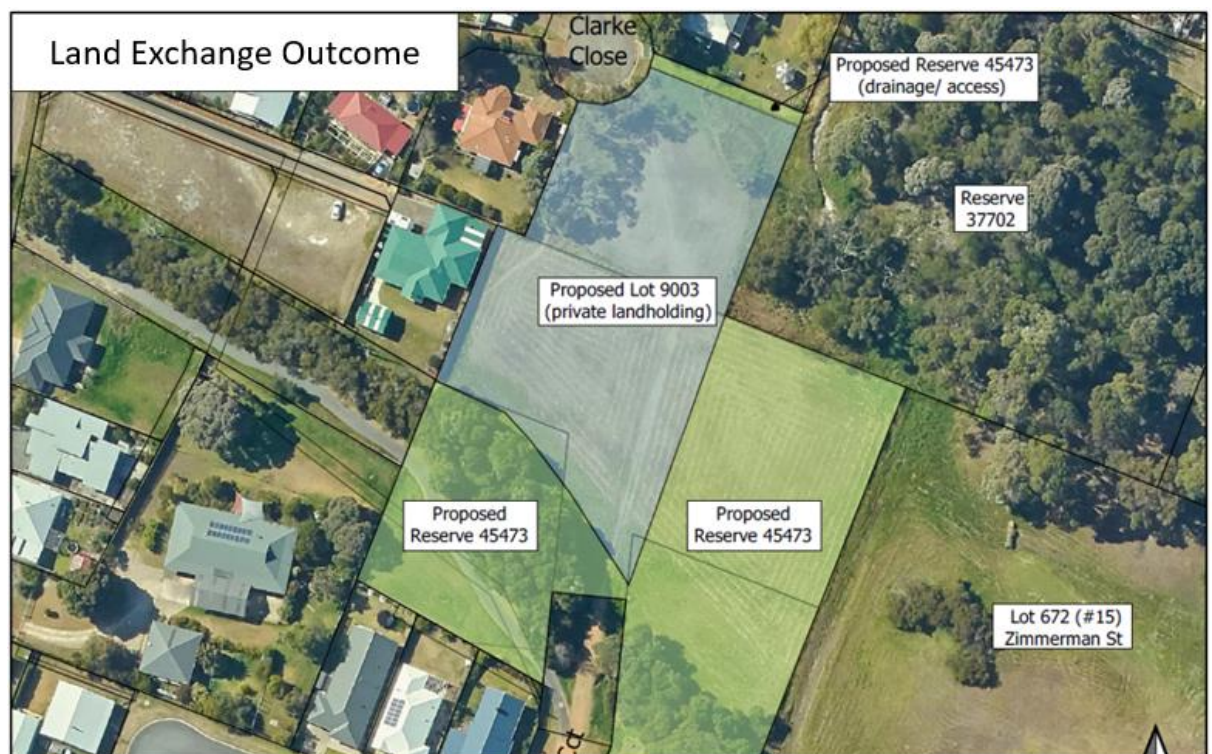 Land Exchange Outcome
Clarke
Close
Proposed Reserve 45473
(drainage/ access)
Reserve
37702
Proposed Lot 9003
(private landholding)
Proposed
Reserve 45473
Proposed
Reserve 45473
Lot 672 (#15)
Zimmerman St
Ct